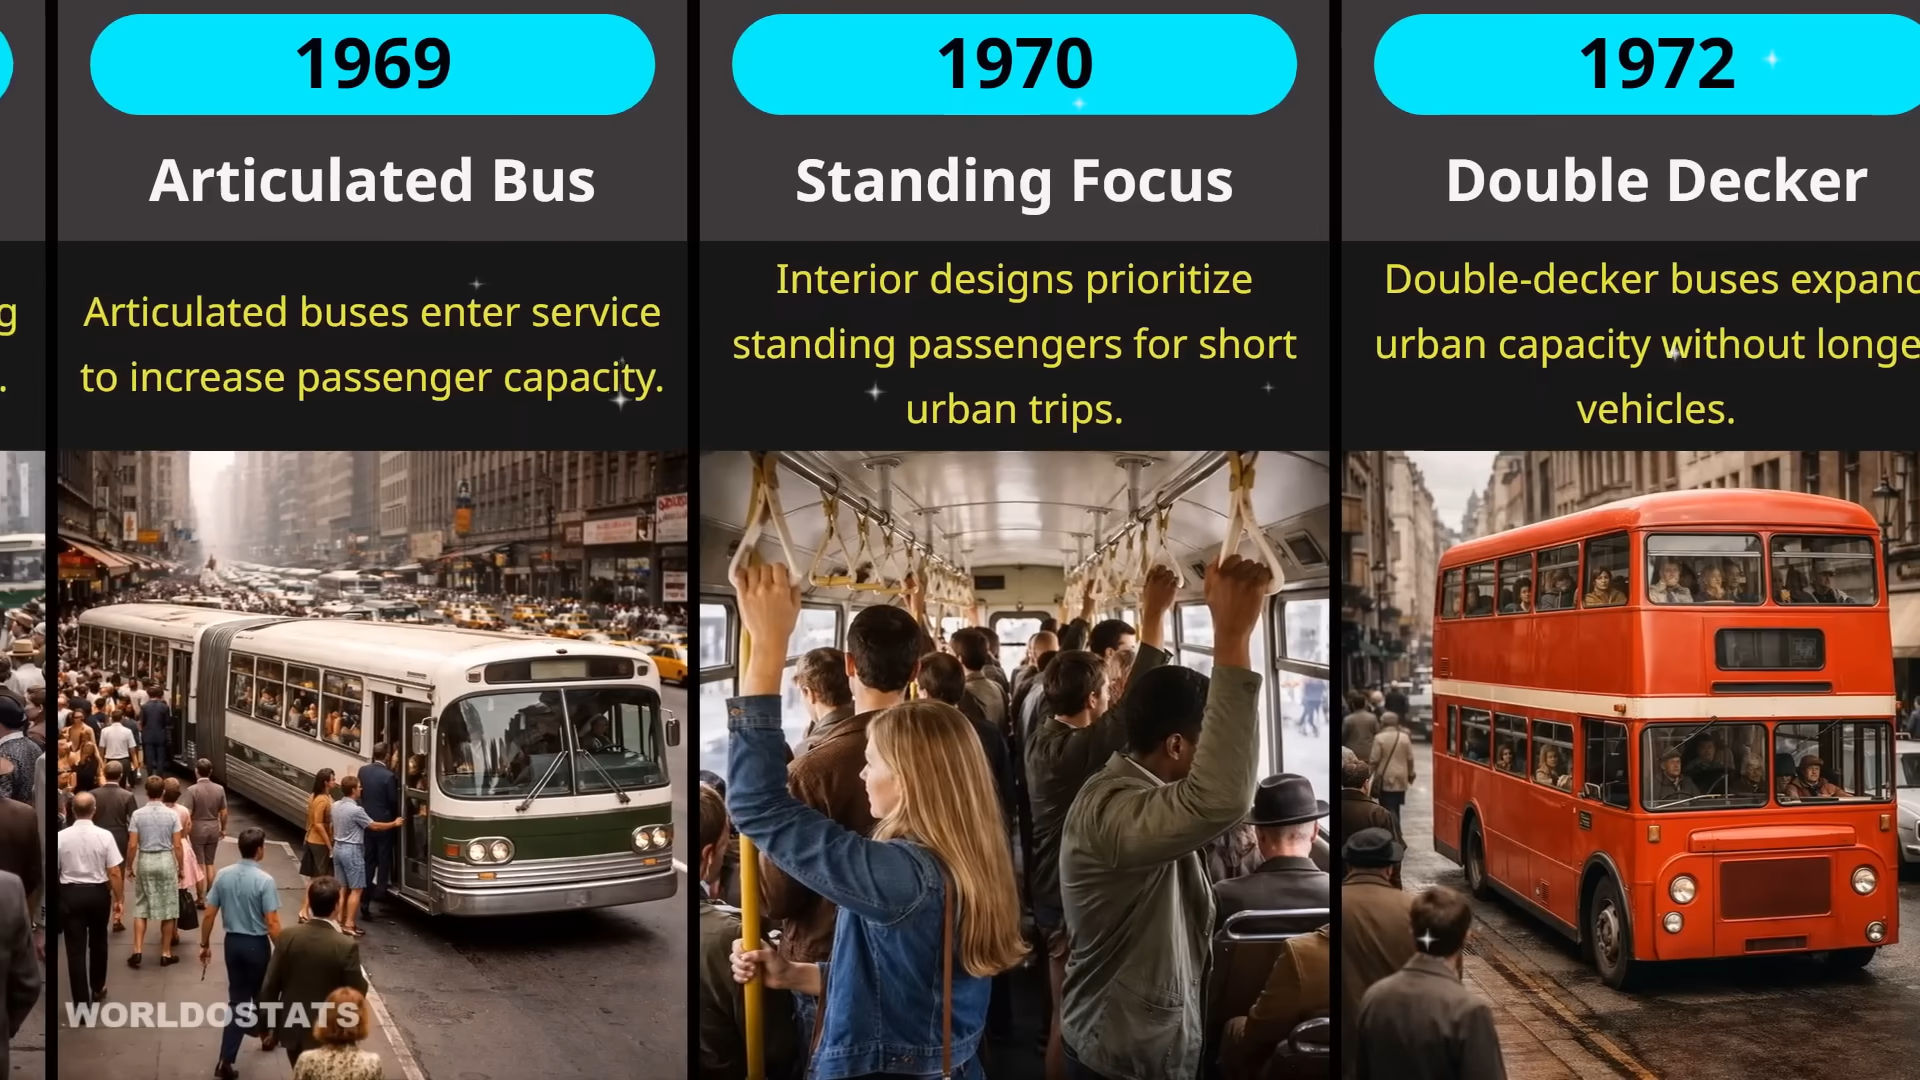 1969
Articulated Bus
Articulated buses enter service
to increase passenger capacity.
WORLDOSTATS
1970
Standing Focus
Interior designs prioritize
standing passengers for short
urban trips.
1972
Double Decker
Double-decker buses expan
urban capacity without longe
vehicles.
g
.